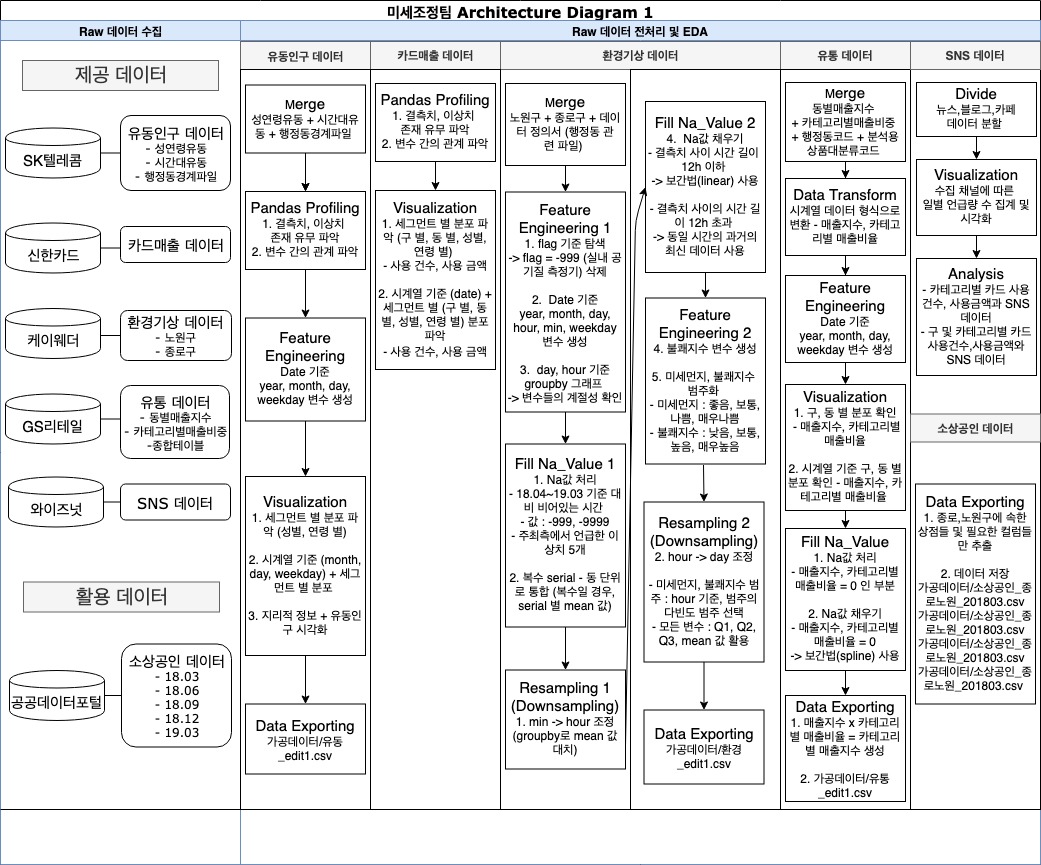 미세조정팀 Architecture Diagram 1
Raw 데이터 수집
Raw 데이터 전처리 및 EDA
제공 데이터
SK텔레콤
유동인구 데이터
- 성연령유동
- 시간대유동
- 행정동경계파일
신한카드
카드매출 데이터
케이웨더
환경기상 데이터
- 노원구
- 종로구
GS리테일
유통 데이터
- 동별매출지수
- 카테고리별매출비중
-종합테이블
와이즈넛
SNS 데이터
활용 데이터
공공데이터포털
소상공인 데이터
- 18.03
- 18.06
- 18.09
- 18.12
- 19.03
유동인구 데이터
Merge
성연령유동 + 시간대유
동 + 행정동경계파일
Pandas Profiling
1. 결측치, 이상치
존재 유무 파악
2. 변수 간의 관계 파악
Feature
Engineering
Date 기준
year, month, day,
weekday 변수 생성
Visualization
1. 세그먼트 별 분포 파
악 (성별, 연령 별)
2. 시계열 기준 (month,
day, weekday) + 세그
먼트 별 분포
3. 지리적 정보 + 유동인
구 시각화
Data Exporting
가공데이터/유동
_edit1.csv
카드매출 데이터
Pandas Profiling
1. 결측치, 이상치
존재 유무 파악
2. 변수 간의 관계 파악
Visualization
1. 세그먼트 별 분포 파
악 (구 별, 동 별, 성별,
연령 별)
- 사용 건수, 사용 금액
2. 시계열 기준 (date) +
세그먼트 별 (구 별, 동
별, 성별, 연령 별) 분포
파악
- 사용 건수, 사용 금액
환경기상 데이터
Merge
노원구 + 종로구 + 데이
터 정의서 (행정동 관
련 파일)
Feature
Engineering 1
1. flag 기준 탐색
-> flag = -999 (실내 공
기질 측정기) 삭제
2. Date 기준
year, month, day,
hour, min, weekday
변수 생성
3. day, hour 기준
groupby 그래프
-> 변수들의 계절성 확인
Fill Na_Value 1
1. Na값 처리
- 18.04~19.03 기준 대
비 비어있는 시간
- 값 : -999, -9999
- 주최측에서 언급한 이
상치 5개
2. 복수 serial - 동 단위
로 통합 (복수일 경우,
serial 별 mean 값)
Resampling 1
(Downsampling)
1. min -> hour 조정
(groupby로 mean 값
대치)
Fill Na_Value 2
4. Na값 채우기
- 결측치 사이 시간 길이
12h 이하
-> 보간법(linear) 사용
- 결측치 사이의 시간 길
이 12h 초과
-> 동일 시간의 과거의
최신 데이터 사용
Feature
Engineering 2
4. 불쾌지수 변수 생성
5. 미세먼지, 불쾌지수
범주화
- 미세먼지 : 좋음, 보통,
나쁨, 매우나쁨
- 불쾌지수 : 낮음, 보통,
높음, 매우높음
Resampling 2
(Downsampling)
2. hour -> day 조정
- 미세먼지, 불쾌지수 범
주 : hour 기준, 범주의
다빈도 범주 선택
- 모든 변수 : Q1, Q2,
Q3, mean 값 활용
Data Exporting
가공데이터/환경
_edit1.csv
유통 데이터
Merge
동별매출지수
+ 카테고리별매출비중
+ 행정동코드 + 분석용
상품대분류코드
Data Transform
시계열 데이터 형식으로
변환 - 매출지수, 카테고
리별 매출비율
Feature
Engineering
Date 기준
year, month, day,
weekday 변수 생성
Visualization
1. 구, 동 별 분포 확인
- 매출지수, 카테고리별
매출비율
2. 시계열 기준 구, 동 별
분포 확인 - 매출지수, 카
테고리별 매출비율
Fill Na_Value
1. Na값 처리
- 매출지수, 카테고리별
매출비율 = 0 인 부분
2. Na값 채우기
- 매출지수, 카테고리별
매출비율 = 0
-> 보간법(spline) 사용
Data Exporting
1. 매출지수 x 카테고리
별 매출비율 = 카테고리
별 매출지수 생성
2. 가공데이터/유통
_edit1.csv
SNS 데이터
Divide
뉴스,블로그,카페
데이터 분할
Visualization
수집 채널에 따른
일별 언급량 수 집계 및
시각화
Analysis
- 카테고리별 카드 사용
건수, 사용금액과 SNS
데이터
- 구 및 카테고리별 카드
사용건수,사용금액와
SNS 데이터
소상공인 데이터
Data Exporting
1. 종로,노원구에 속한
상점들 및 필요한 컬럼들
만 추출
2. 데이터 저장
가공데이터/소상공인_종
로노원_201803.csv
가공데이터/소상공인_종
로노원_201803.csv
가공데이터/소상공인_종
로노원_201803.csv
가공데이터/소상공인_종
로노원_201803.csv